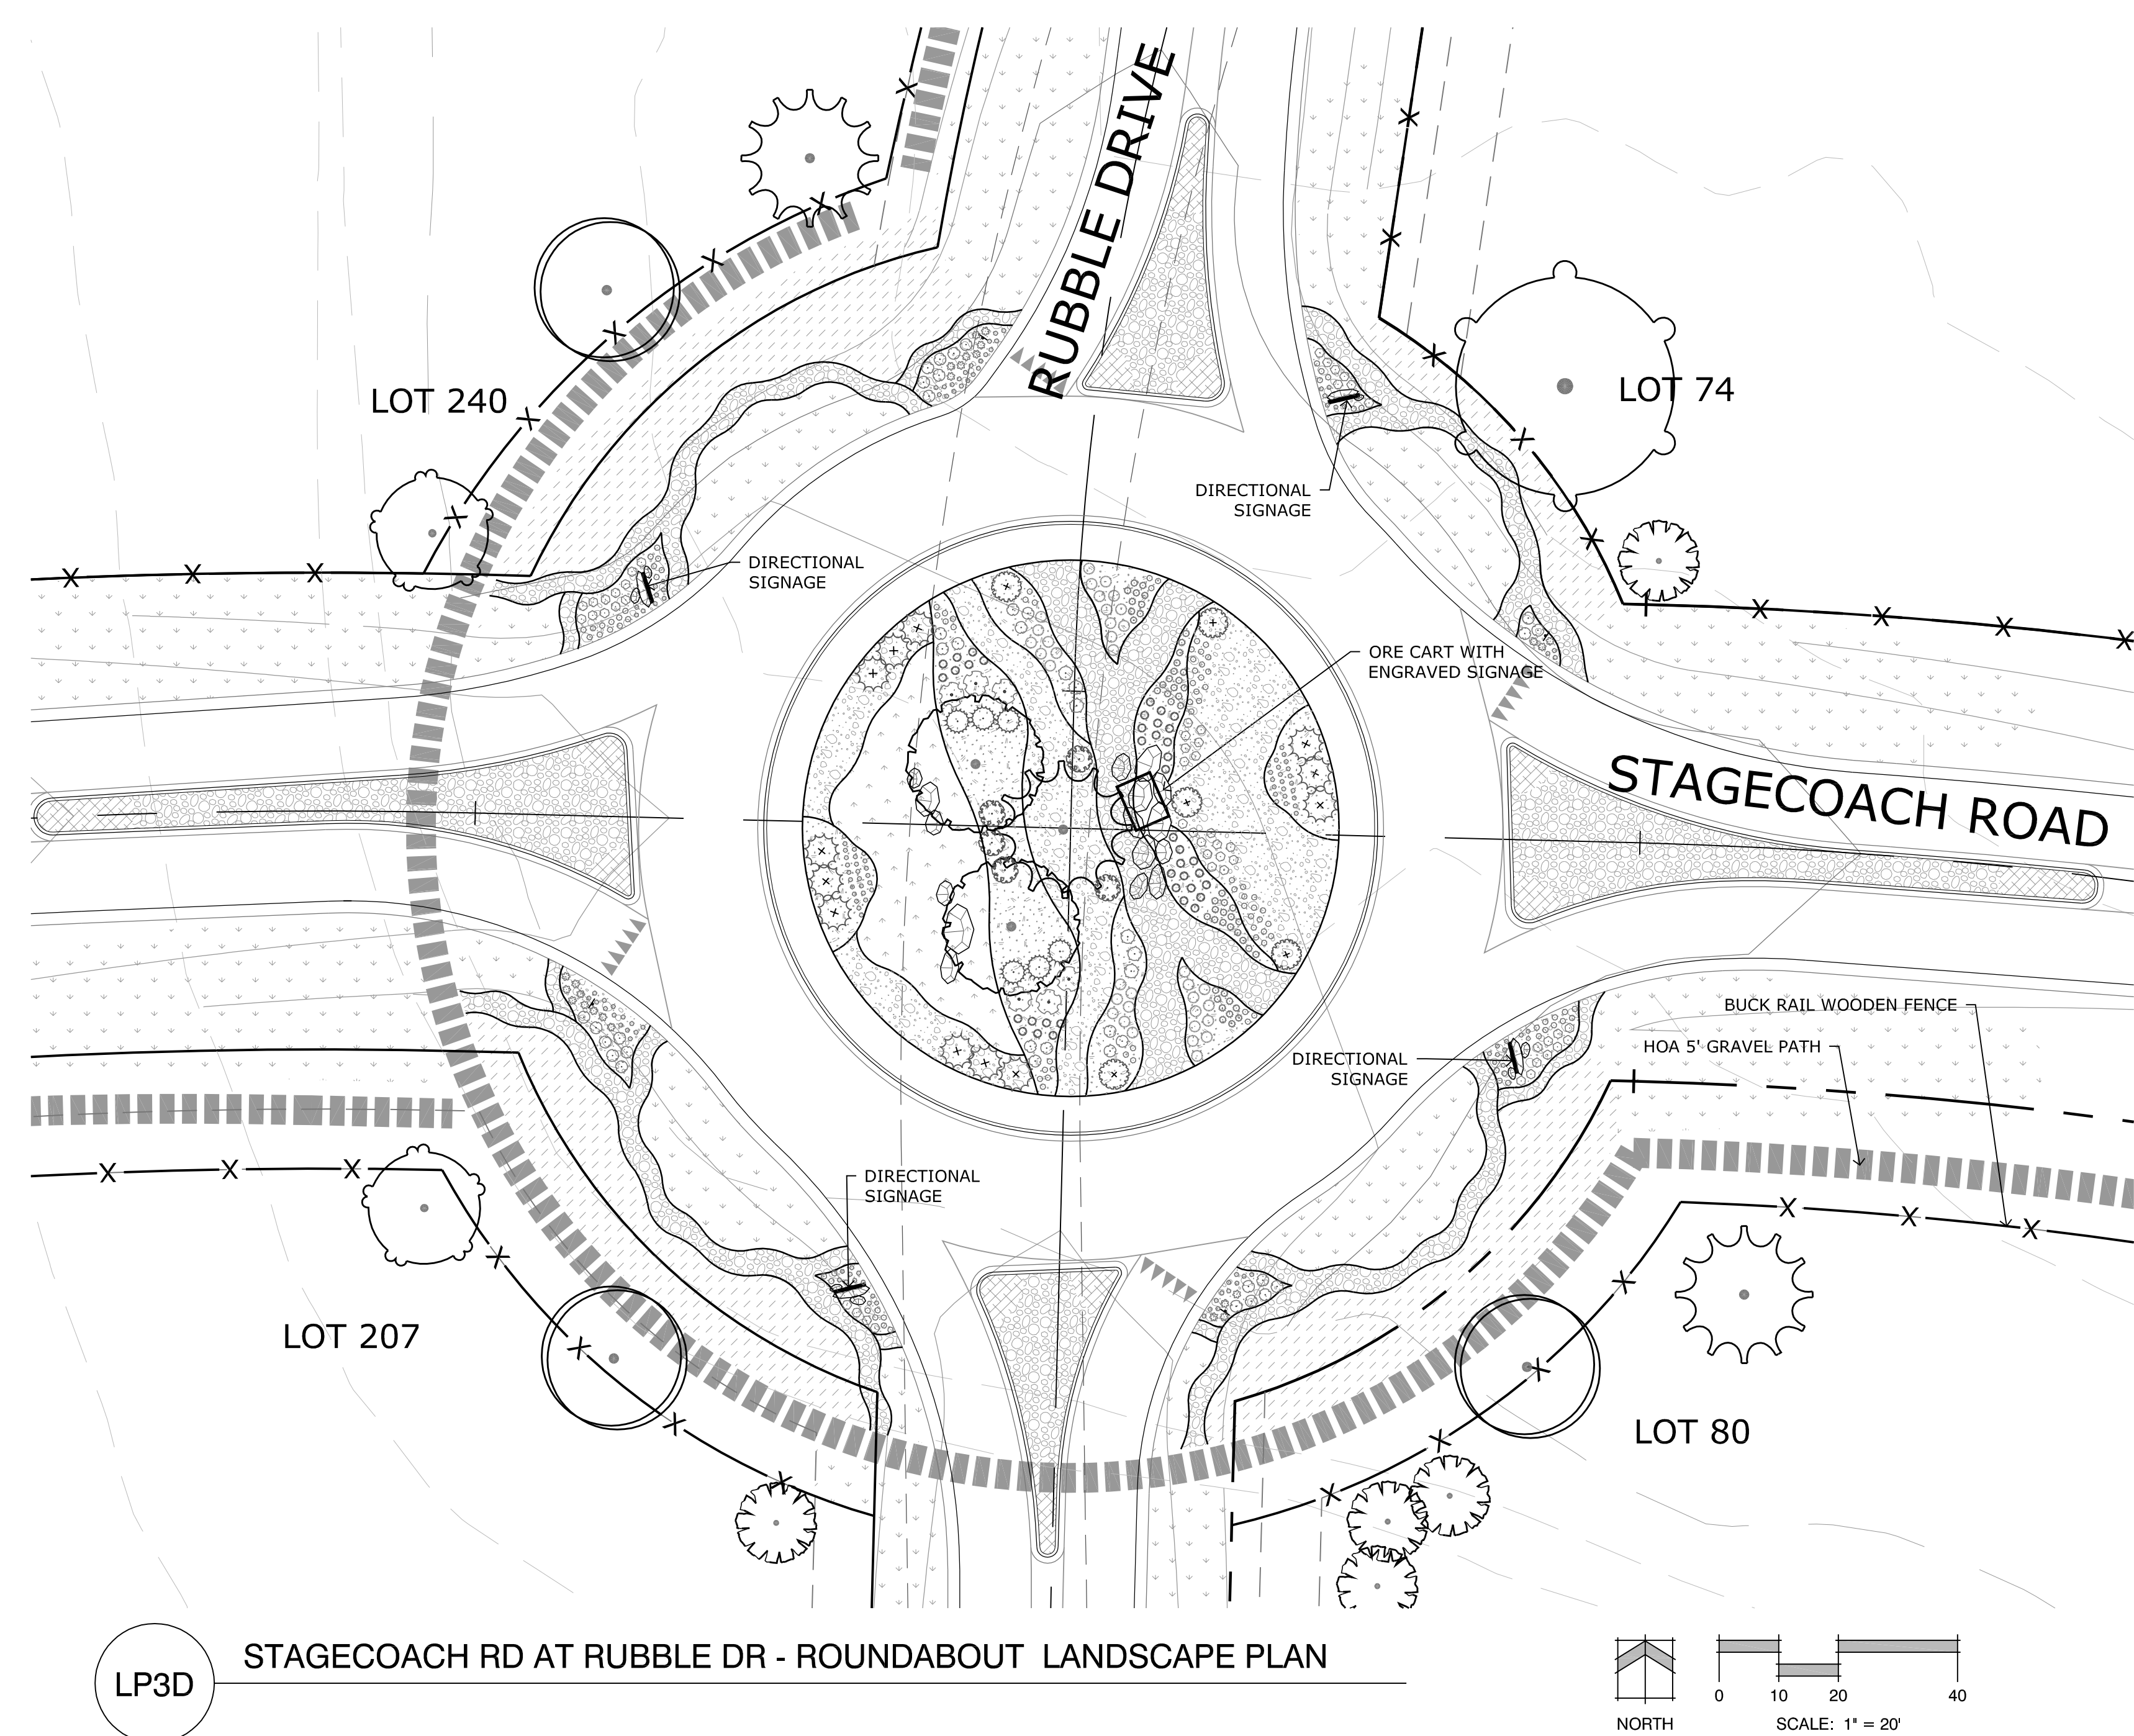 RUBBLE DRIVE
LOT 240
LOT 74
DIRECTIONAL
SIGNAGE
DIRECTIONAL
SIGNAGE
ORE CART WITH
ENGRAVED SIGNAGE
STAGECOACH ROAD
BUCK RAIL WOODEN FENCE
HOA 5' GRAVEL PATH
DIRECTIONAL
SIGNAGE
DIRECTIONAL
SIGNAGE
LOT 207
LOT 80
LP3D
STAGECOACH RD AT RUBBLE DR - ROUNDABOUT LANDSCAPE PLAN
NORTH
0 10 20 40
SCALE: 1" = 20'